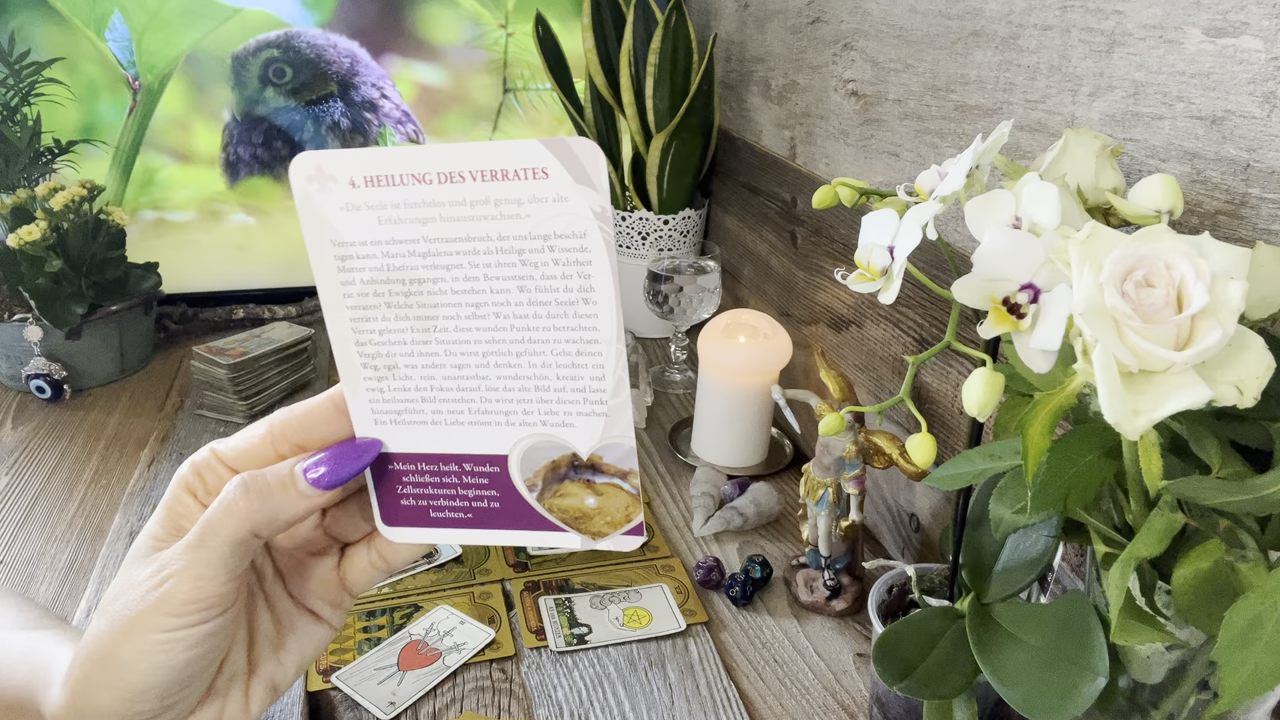 4. HEILUNG DES VERRATES
»Die Seele ist furchtlos und groß genug, über alte
Erfahrungen hinauszuwachsen.«
Verrat ist ein schwerer Vertrauensbruch, der uns lange beschäf-
tigen kann. Maria Magdalena wurde als Heilige und Wissende,
Mutter und Ehefrau verleugnet. Sie ist ihren Weg in Wahrheit
und Anbindung gegangen, in dem Bewusstsein, dass der Ver-
rat vor der Ewigkeit nicht bestehen kann. Wo fühlst du dich
verraten? Welche Situationen nagen noch an deiner Seele? Wo
verrätst du dich immer noch selbst? Was hast du durch diesen
Verrat gelernt? Es ist Zeit, diese wunden Punkte zu betrachten,
das Geschenk dieser Situation zu sehen und daran zu wachsen.
Vergib dir und ihnen. Du wirst göttlich geführt. Gehe deinen
Weg, egal, was andere sagen und denken. In dir leuchtet ein
ewiges Licht, rein, unantastbar, wunderschön, kreativ und
ewig. Lenke den Fokus darauf, löse das alte Bild auf, und lasse
ein heilsames Bild entstehen. Du wirst jetzt über diesen Punkt
hinausgeführt, um neue Erfahrungen der Liebe zu machen.
Ein Heilstrom der Liebe strömt in die alten Wunden.
»Mein Herz heilt. Wunden
schließen sich. Meine
Zellstrukturen beginnen,
sich zu verbinden und zu
leuchten.«